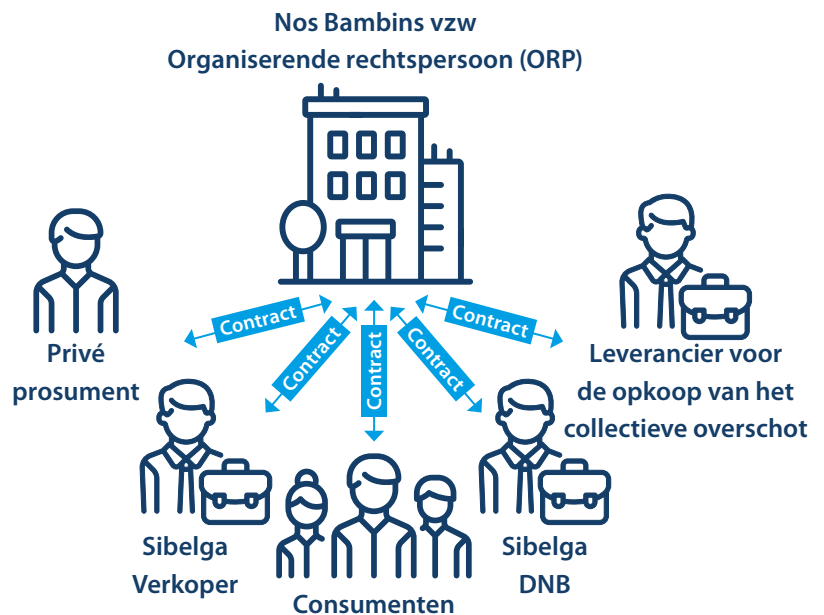 Nos Bambins vzw
Organiserende rechtspersoon (ORP)
Contract
Contract
Contract
Contract
Contract
Privé
prosument
Leverancier voor
de opkoop van het
collectieve overschot
Sibelga
Verkoper
Consumenten
Sibelga
DNB